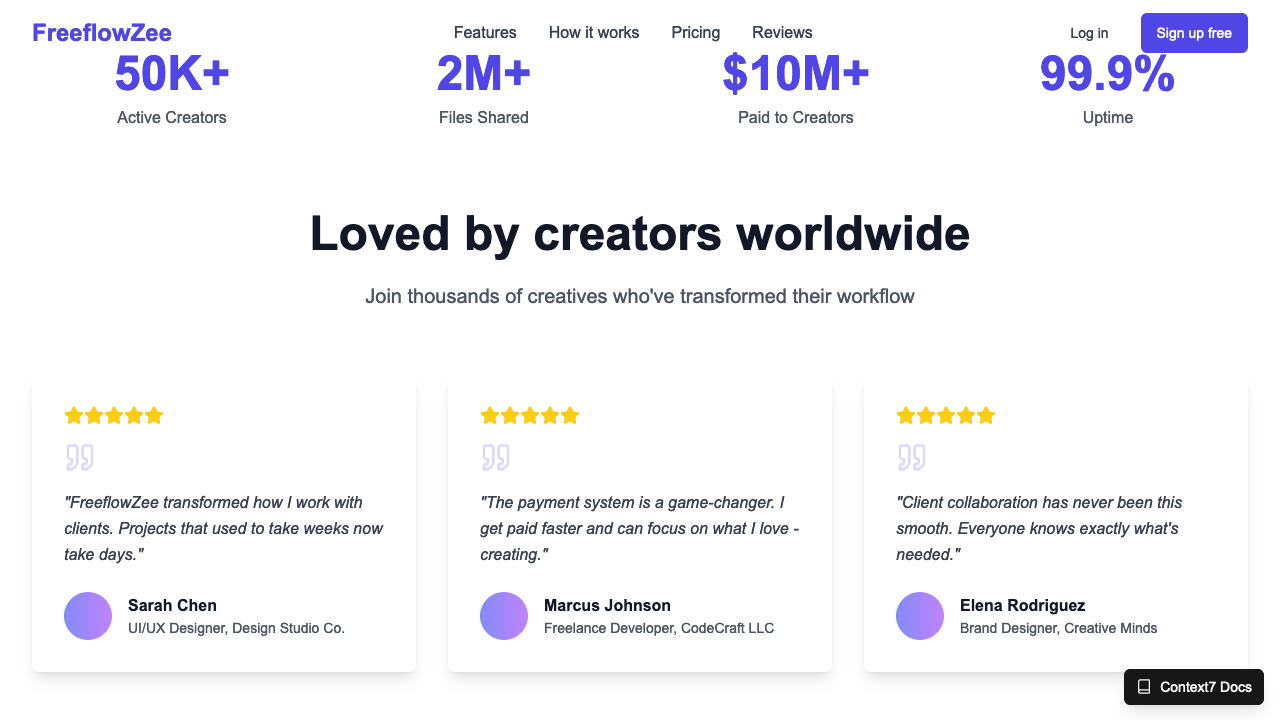 FreeflowZee
Features
How it works
Pricing
Reviews
Log in
Sign up free
50K+
Active Creators
2M+
Files Shared
$10M+
Paid to Creators
99.9%
Uptime
Loved by creators worldwide
Join thousands of creatives who've transformed their workflow
"FreeflowZee transformed how I work with
clients. Projects that used to take weeks now
take days."
Sarah Chen
UI/UX Designer, Design Studio Co.
"The payment system is a game-changer. I
get paid faster and can focus on what I love -
creating."
Marcus Johnson
Freelance Developer, CodeCraft LLC
"Client collaboration has never been this
smooth. Everyone knows exactly what's
needed."
Elena Rodriguez
Brand Designer, Creative Minds
Context7 Docs